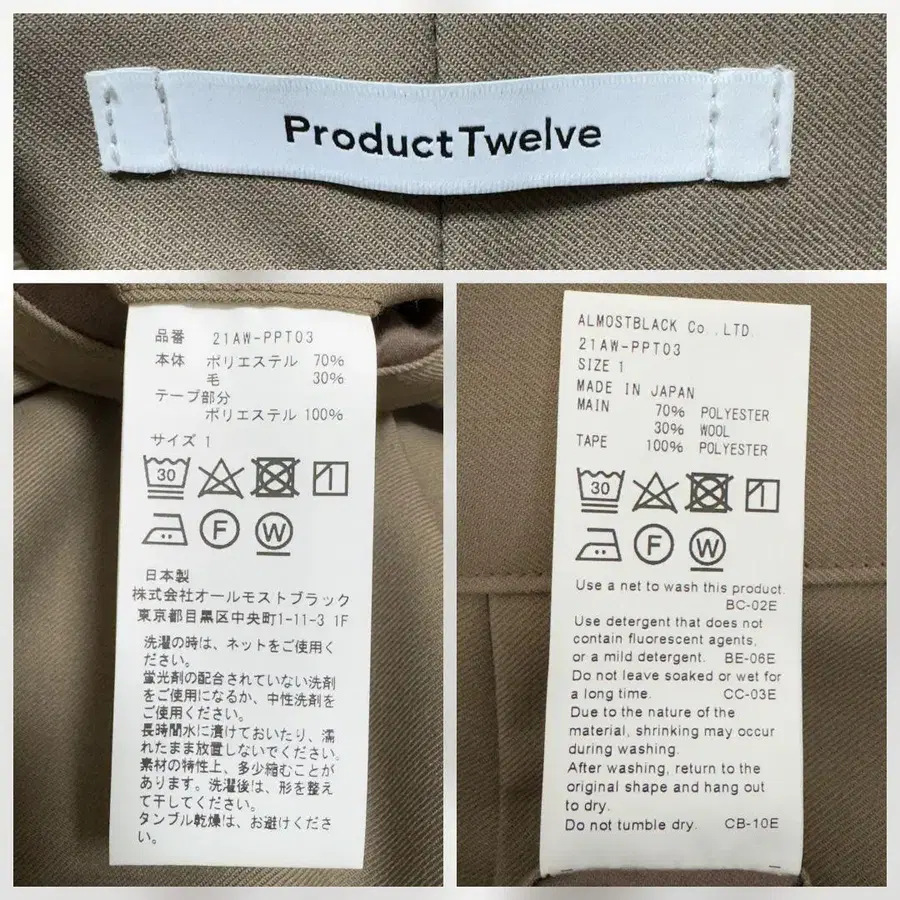 Product Twelve
品番 21AW-PPT03
本体 ポリエステル 70%
毛 30%
テープ部分
ポリエステル 100%
サイズ 1
30
F W
日本製
株式会社オールモストブラック
東京都目黒区中央町1-11-3 1F
洗濯の時は、ネットをご使用く
ださい。
蛍光剤の配合されていない洗剤
をご使用になるか、中性洗剤を
ご使用ください。
長時間水に漬けておいたり、濡
れたまま放置しないでください。
素材の特性上、多少縮むことが
あります。洗濯後は、形を整え
て干してください。
タンブル乾燥は、お避けくださ
い。
ALMOSTBLACK Co .LTD.
21AW-PPT03
SIZE 1
MADE IN JAPAN
MAIN 70% POLYESTER
30% WOOL
TAPE 100% POLYESTER
30
F W
Use a net to wash this product.
BC-02E
Use detergent that does not
contain fluorescent agents,
or a mild detergent. BE-06E
Do not leave soaked or wet for
a long time. CC-03E
Due to the nature of the
material, shrinking may occur
during washing.
After washing, return to the
original shape and hang out
to dry.
Do not tumble dry. CB-10E